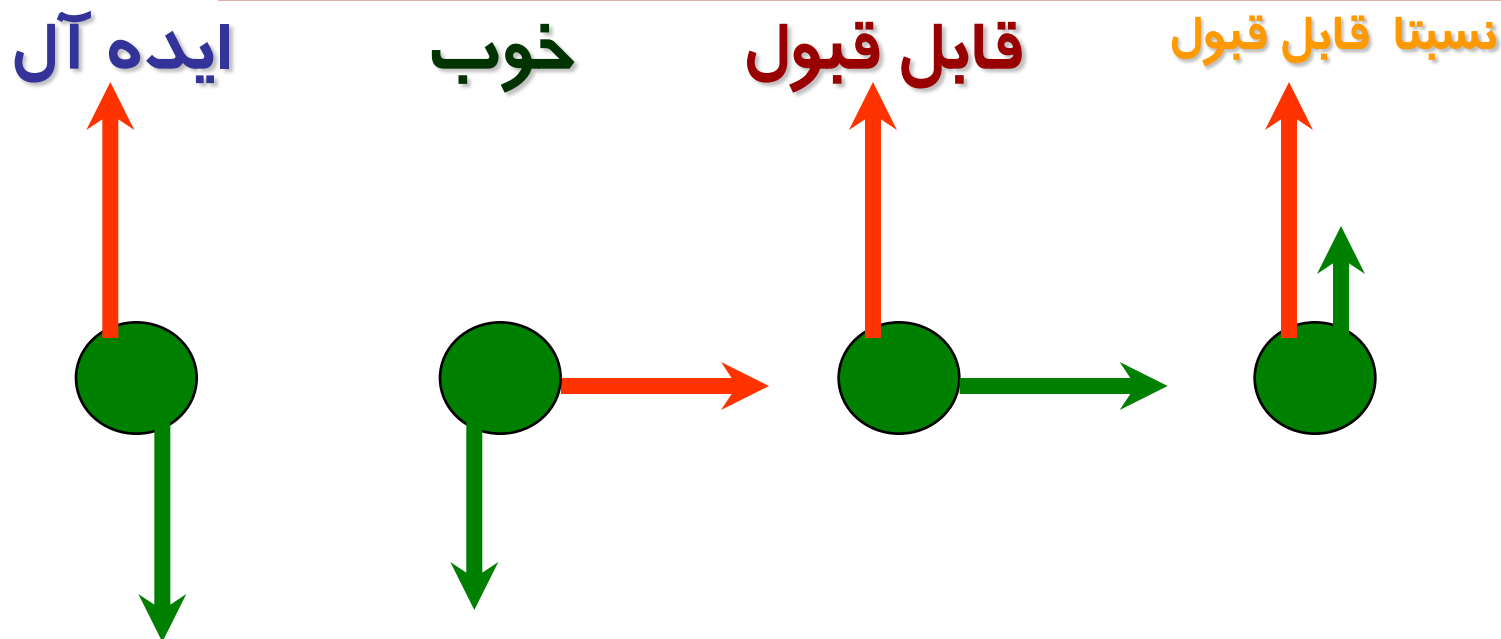 نسبتا قابل قبول
قابل قبول
خوب
ایده آل